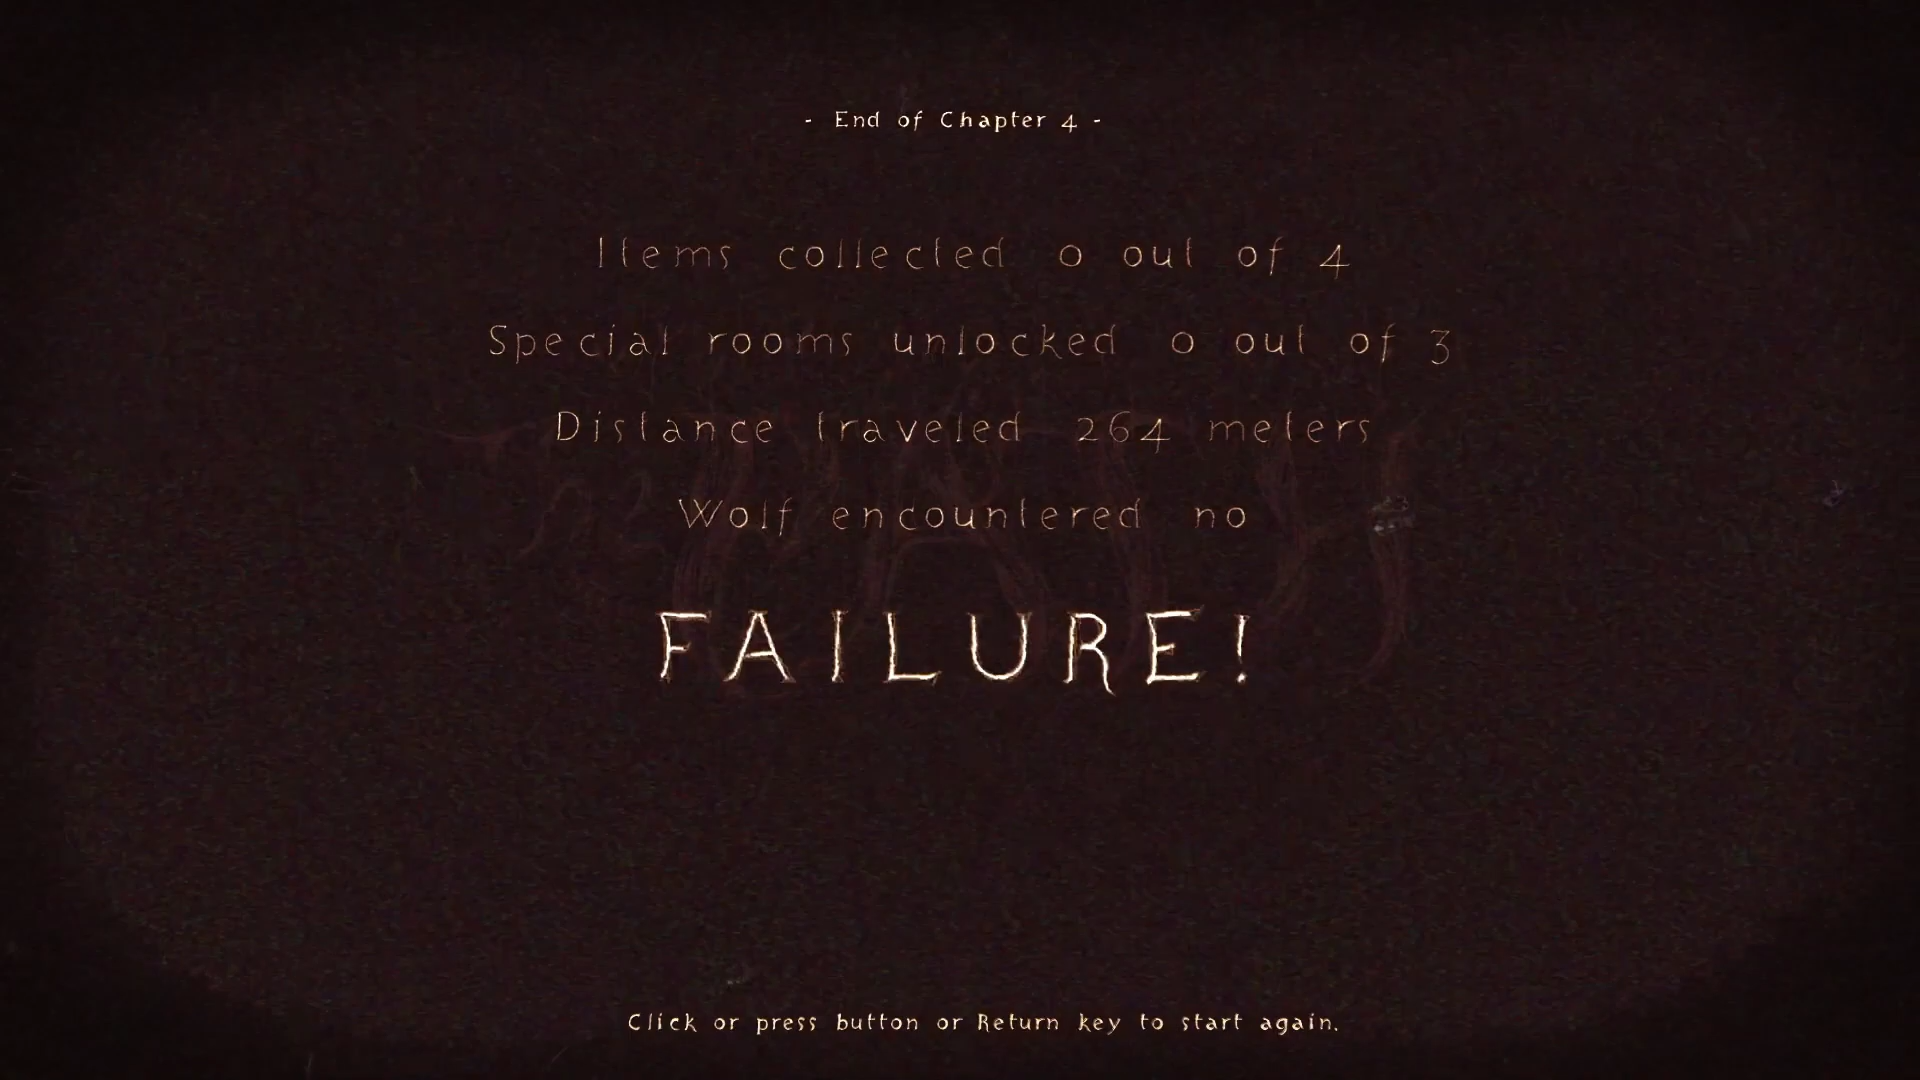 - End of Chapter 4 -
Items collected 0 out of 4
Special rooms unlocked 0 out of 3
Distance traveled 264 meters
Wolf encountered no
FAILURE!
Click or press button or Return key to start again.